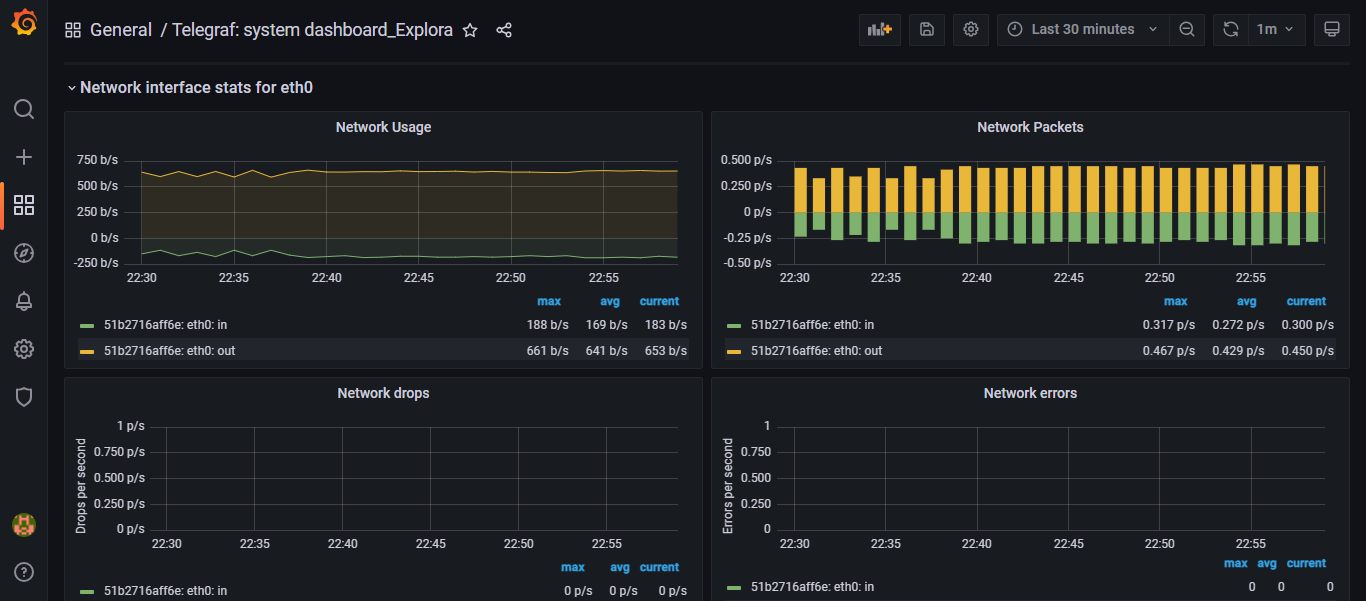 General / Telegraf: system dashboard_Explora
Last 30 minutes
1m
Network interface stats for eth0
Network Usage
750 b/s
500 b/s
250 b/s
0 b/s
-250 b/s
22:30 22:35 22:40 22:45 22:50 22:55
max avg current
51b2716aff6e: eth0: in 188 b/s 169 b/s 183 b/s
51b2716aff6e: eth0: out 661 b/s 641 b/s 653 b/s
Network Packets
0.500 p/s
0.250 p/s
0 p/s
-0.25 p/s
-0.50 p/s
22:30 22:35 22:40 22:45 22:50 22:55
max avg current
51b2716aff6e: eth0: in 0.317 p/s 0.272 p/s 0.300 p/s
51b2716aff6e: eth0: out 0.467 p/s 0.429 p/s 0.450 p/s
Network drops
Drops per second
1 p/s
0.750 p/s
0.500 p/s
0.250 p/s
0 p/s
22:30 22:35 22:40 22:45 22:50 22:55
max avg current
51b2716aff6e: eth0: in 0 p/s 0 p/s 0 p/s
Network errors
Errors per second
1
0.750
0.500
0.250
0
22:30 22:35 22:40 22:45 22:50 22:55
max avg current
51b2716aff6e: eth0: in 0 0 0